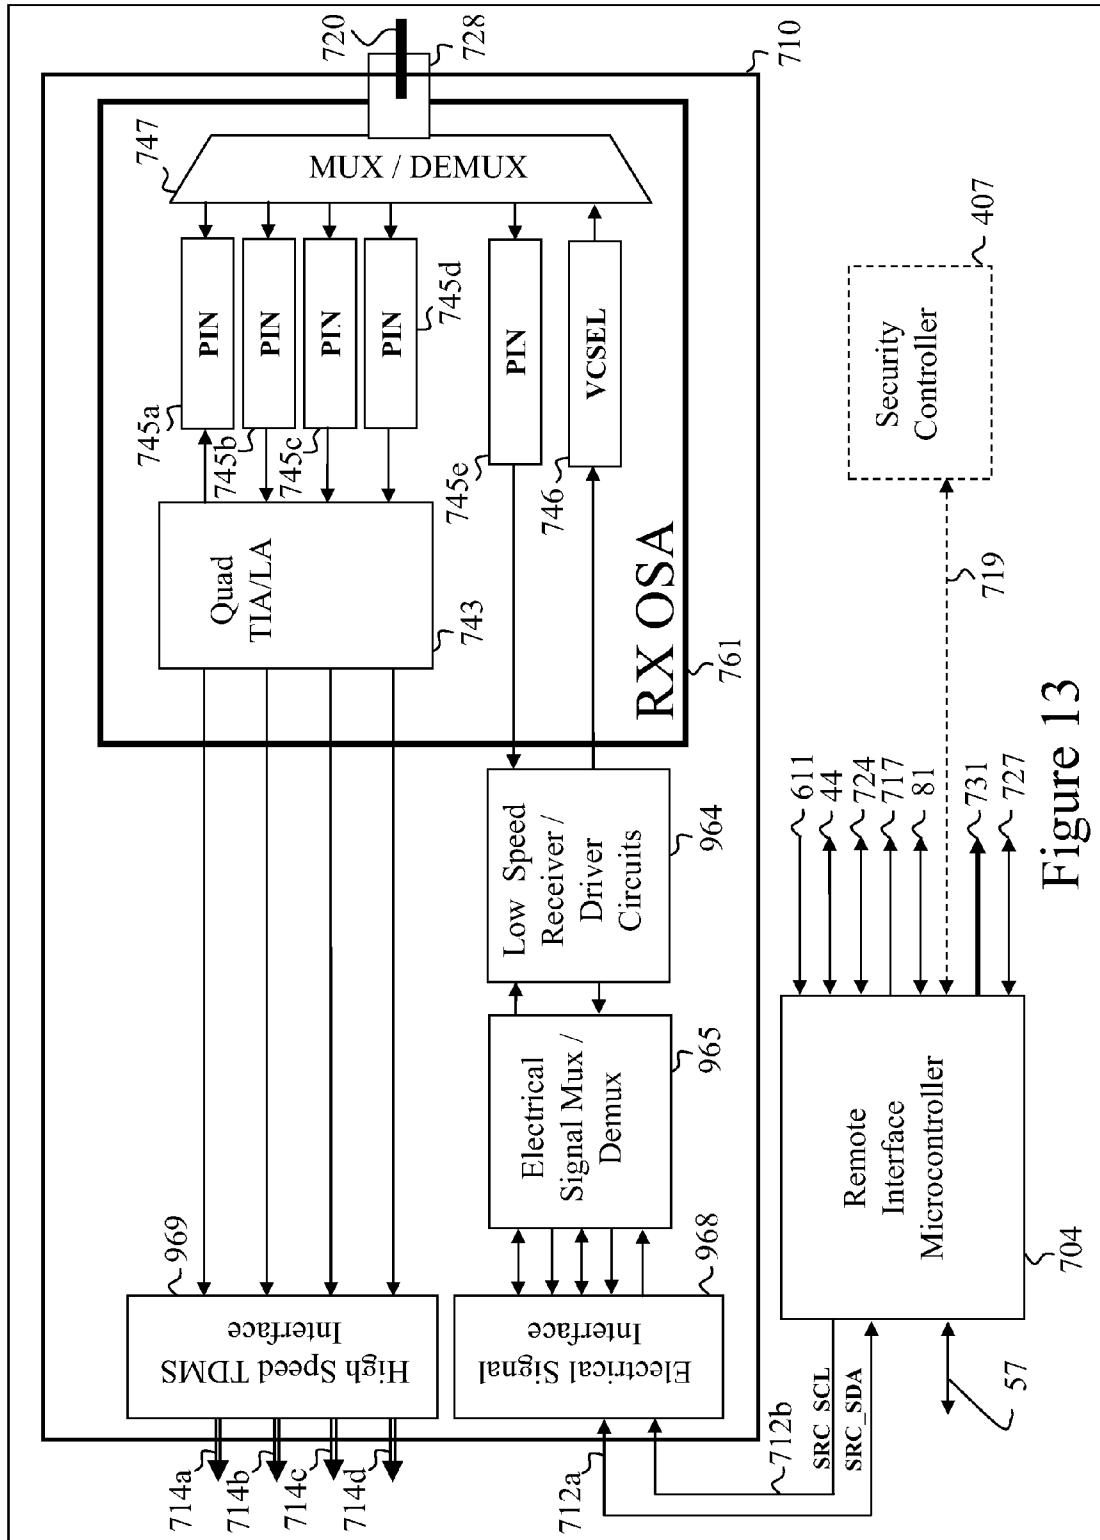 720
728
710
747
MUX / DEMUX
PIN
PIN
PIN
PIN
PIN
VCSEL
745a
745b
745c
745d
745e
746
Quad
TIA/LA
743
RX OSA
761
Low Speed
Receiver /
Driver
Circuits
964
Electrical
Signal Mux /
Demux
965
969
High Speed TDMS
Interface
968
Electrical Signal
Interface
714a
714b
714c
714d
712a
712b
SRC_SCL
SRC_SDA
57
Remote
Interface
Microcontroller
704
611
44
724
717
81
731
727
719
Security
Controller
407
Figure 13